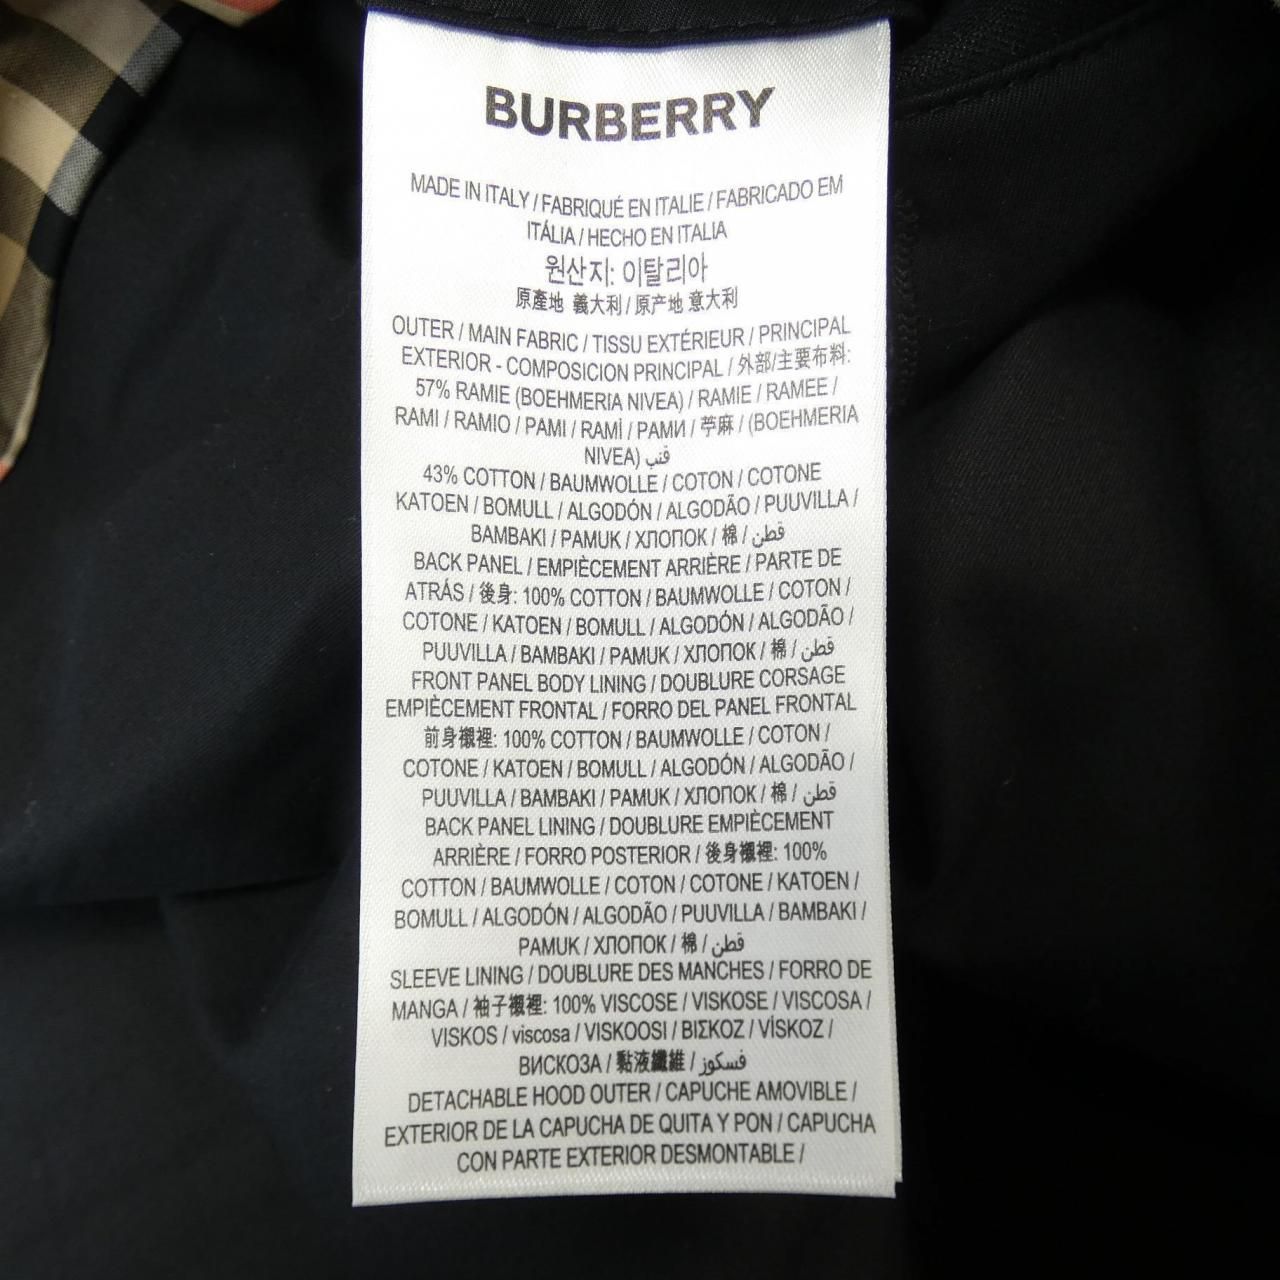 BURBERRY
MADE IN ITALY / FABRIQUÉ EN ITALIE / FABRICADO EM
ITÁLIA / HECHO EN ITALIA
원산지: 이탈리아
原產地 義大利 / 原产地 意大利
OUTER / MAIN FABRIC / TISSU EXTÉRIEUR / PRINCIPAL
EXTERIOR - COMPOSICION PRINCIPAL / 外部/主要布料:
57% RAMIE (BOEHMERIA NIVEA) / RAMIE / RAMEE /
RAMI / RAMIO / ΡΑΜΙ / RAMİ / РАМИ / 苧麻 / (BOEHMERIA
NIVEA) قنب
43% COTTON / BAUMWOLLE / COTON / COTONE
KATOEN / BOMULL / ALGODÓN / ALGODÃO / PUUVILLA /
BAMBAKI / PAMUK / ХЛОПОК / 棉 / قطن
BACK PANEL / EMPIÈCEMENT ARRIÈRE / PARTE DE
ATRÁS / 後身: 100% COTTON / BAUMWOLLE / COTON /
COTONE / KATOEN / BOMULL / ALGODÓN / ALGODÃO /
PUUVILLA / BAMBAKI / PAMUK / ХЛОПОК / 棉 / قطن
FRONT PANEL BODY LINING / DOUBLURE CORSAGE
EMPIÈCEMENT FRONTAL / FORRO DEL PANEL FRONTAL
前身襯裡: 100% COTTON / BAUMWOLLE / COTON /
COTONE / KATOEN / BOMULL / ALGODÓN / ALGODÃO /
PUUVILLA / BAMBAKI / PAMUK / ХЛОПОК / 棉 / قطن
BACK PANEL LINING / DOUBLURE EMPIÈCEMENT
ARRIÈRE / FORRO POSTERIOR / 後身襯裡: 100%
COTTON / BAUMWOLLE / COTON / COTONE / KATOEN /
BOMULL / ALGODÓN / ALGODÃO / PUUVILLA / BAMBAKI /
PAMUK / ХЛОПОК / 棉 / قطن
SLEEVE LINING / DOUBLURE DES MANCHES / FORRO DE
MANGA / 袖子襯裡: 100% VISCOSE / VISKOSE / VISCOSA /
VISKOS / viscosa / VISKOOSI / ΒΙΣΚΟΖ / VİSKOZ /
ВИСКОЗА / 黏液纖維 / فسكوز
DETACHABLE HOOD OUTER / CAPUCHE AMOVIBLE /
EXTERIOR DE LA CAPUCHA DE QUITA Y PON / CAPUCHA
CON PARTE EXTERIOR DESMONTABLE /